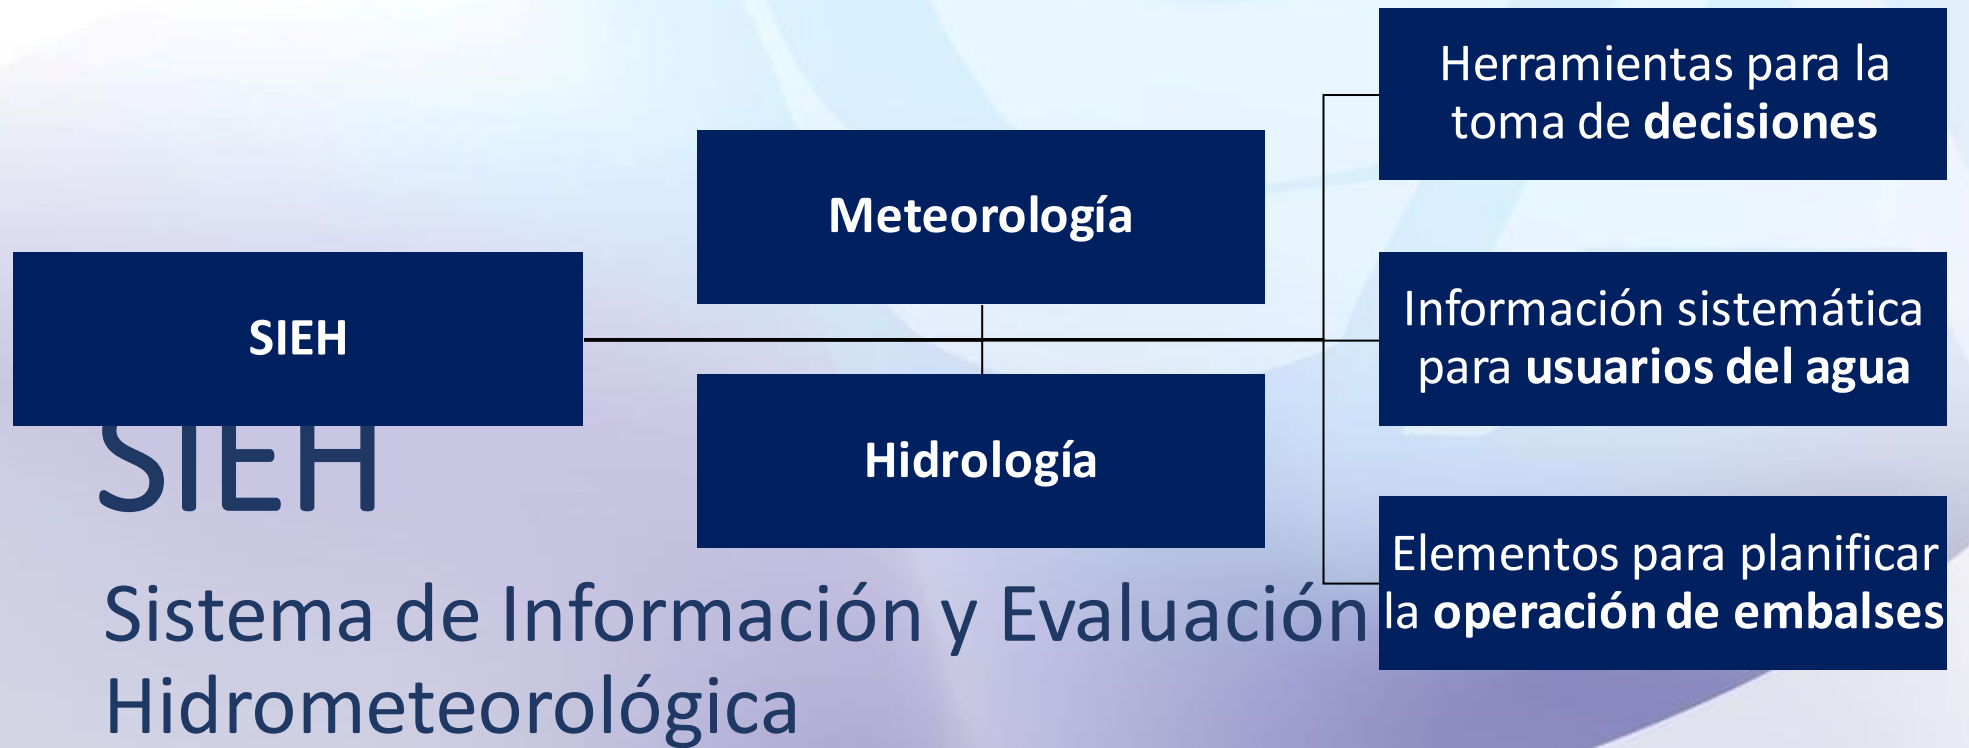 SIEH
Meteorología
Hidrología
Herramientas para la
toma de decisiones
Información sistemática
para usuarios del agua
Elementos para planificar
la operación de embalses
SIEH
Sistema de Información y Evaluación
Hidrometeorológica